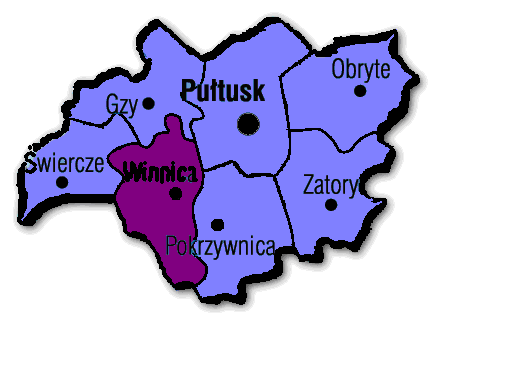 Obryte
Pułtusk
Gzy
Świercze
Winnica
Zatory
Pokrzywnica